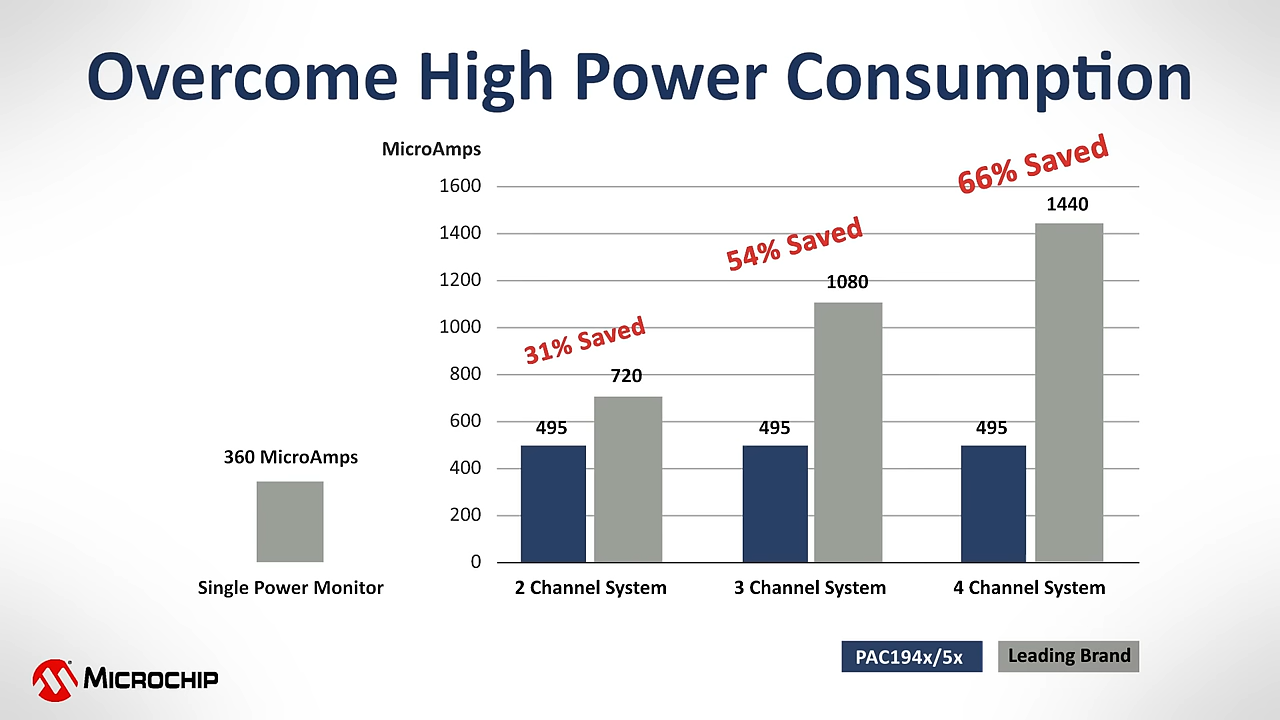 Overcome High Power Consumption
MicroAmps
1600
1400
1200
1000
800
600
400
200
0
66% Saved
1440
54% Saved
1080
31% Saved
720
495
495
495
360 MicroAmps
Single Power Monitor
2 Channel System
3 Channel System
4 Channel System
PAC194x/5x
Leading Brand
MICROCHIP